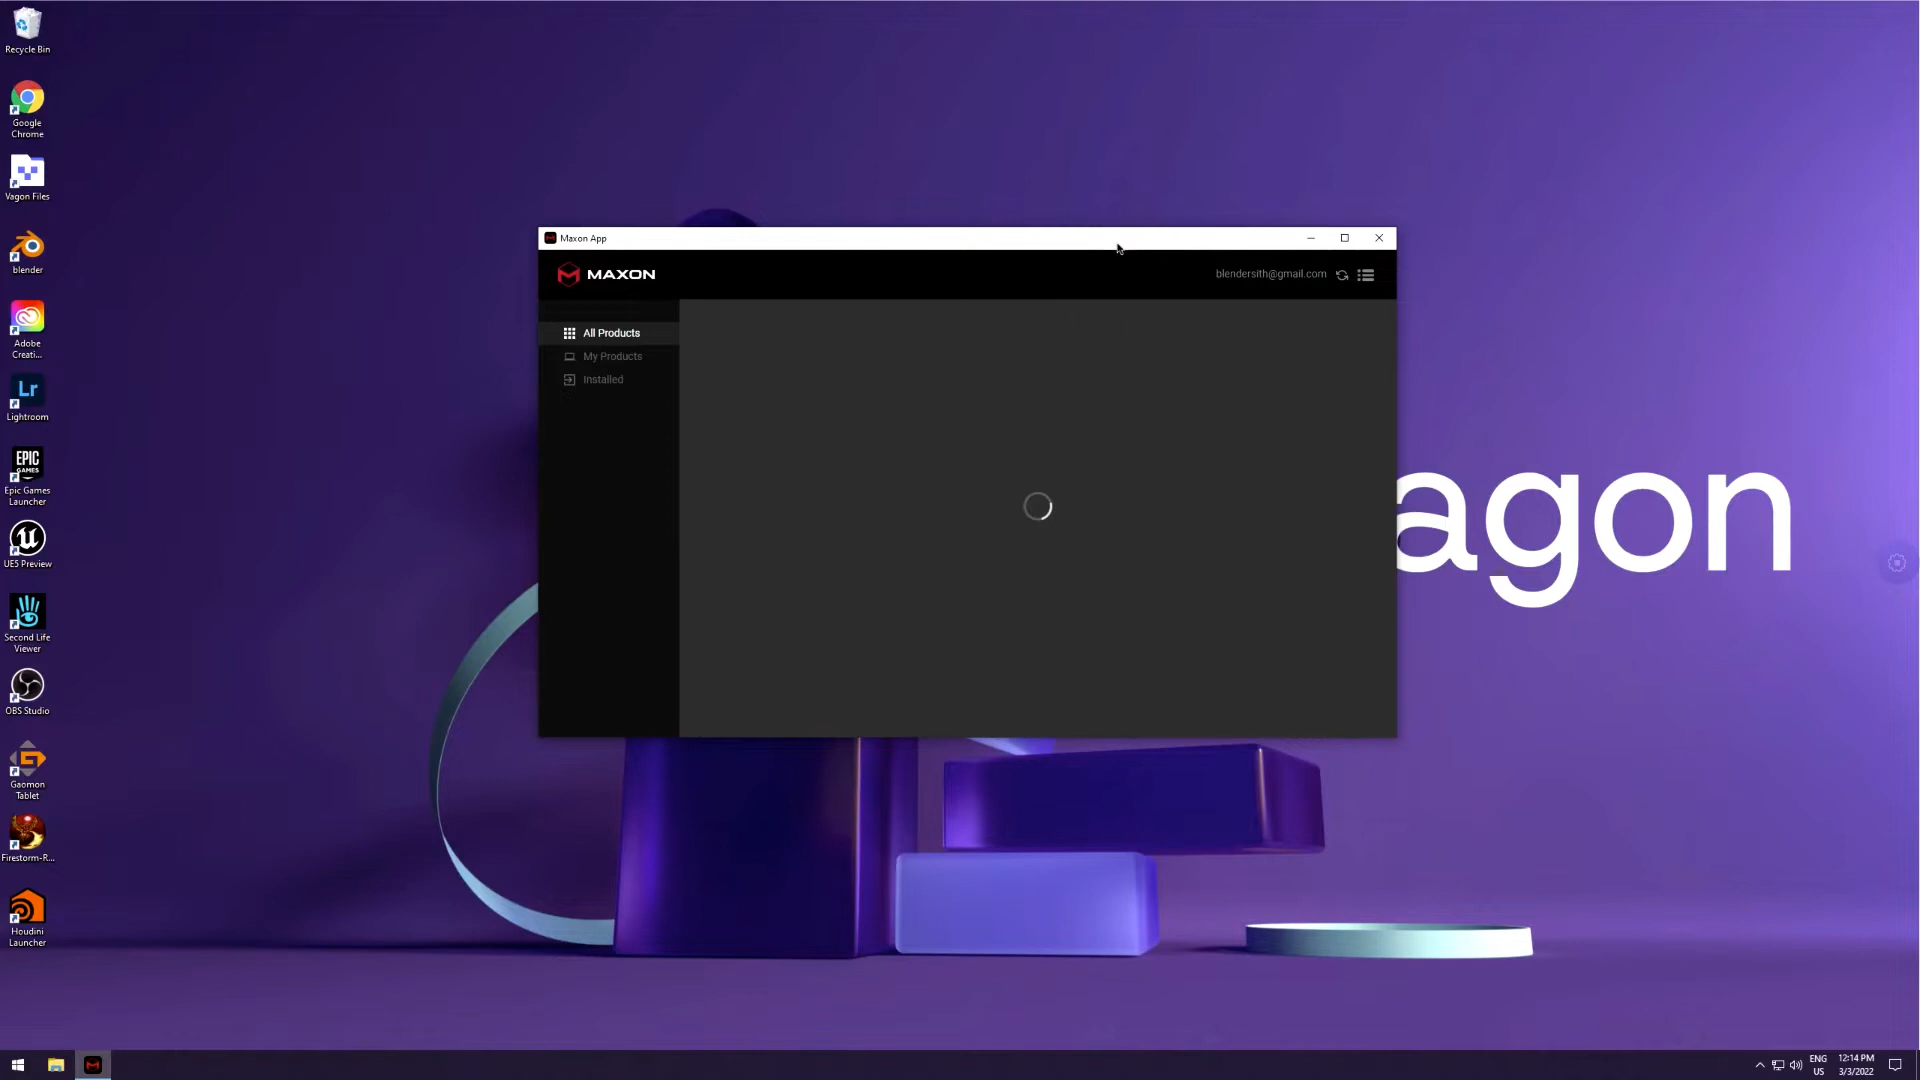 Recycle Bin
Google
Chrome
Vagon Files
blender
Adobe
Creati...
Lr
Lightroom
EPIC
GAMES
Epic Games
Launcher
UE5 Preview
Second Life
Viewer
OBS Studio
Gaomon
Tablet
Firestorm-R...
Houdini
Launcher
Maxon App
MAXON
blendersith@gmail.com
All Products
My Products
Installed
agon
ENG
US
12:14 PM
3/3/2022